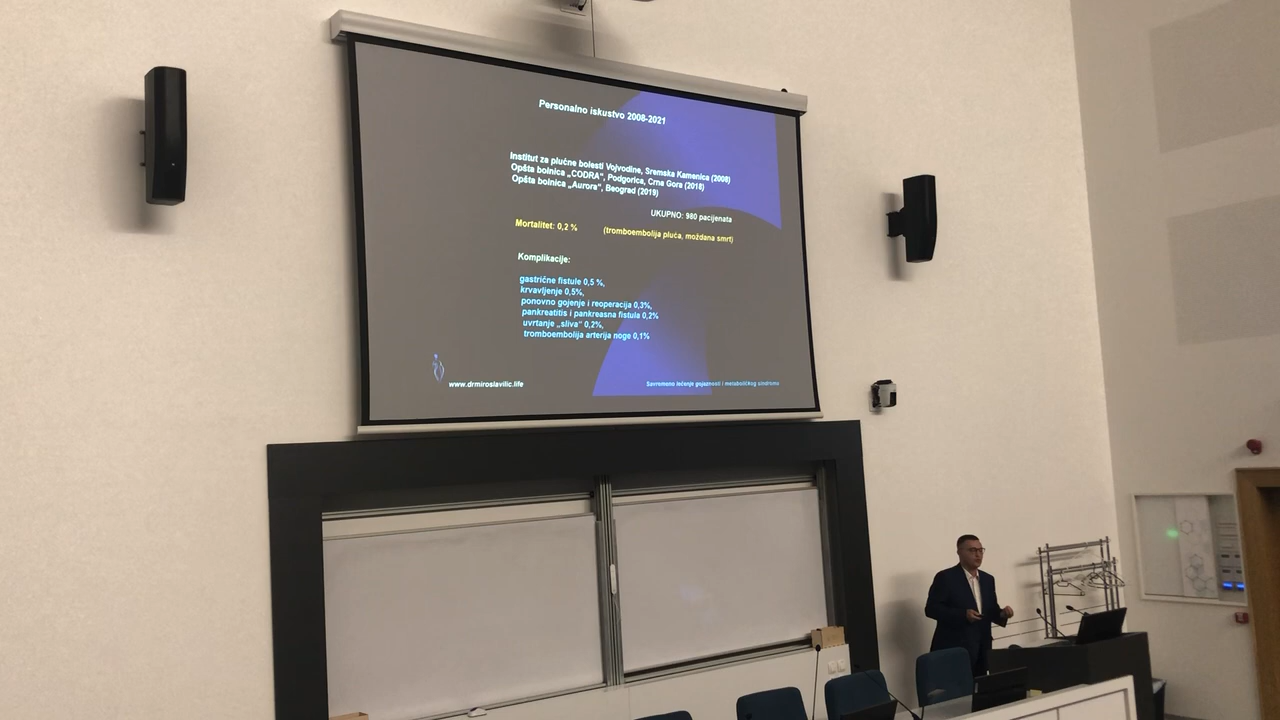 Personalno iskustvo 2008-2021
Institut za plućne bolesti Vojvodine, Sremska Kamenica (2008)
Opšta bolnica „CODRA", Podgorica, Crna Gora (2018)
Opšta bolnica „Aurora", Beograd (2019)
UKUPNO: 980 pacijenata
Mortalitet: 0,2 % (tromboembolija pluća, moždana smrt)
Komplikacije:
gastrične fistule 0,5 %,
krvavljenje 0,5%,
ponovno gojenje i reoperacija 0,3%,
pankreatitis i pankreasna fistula 0,2%
uvrtanje „sliva" 0,2%,
tromboembolija arterija noge 0,1%
www.drmiroslavilic.life
Savremeno lečenje gojaznosti i metaboličkog sindroma